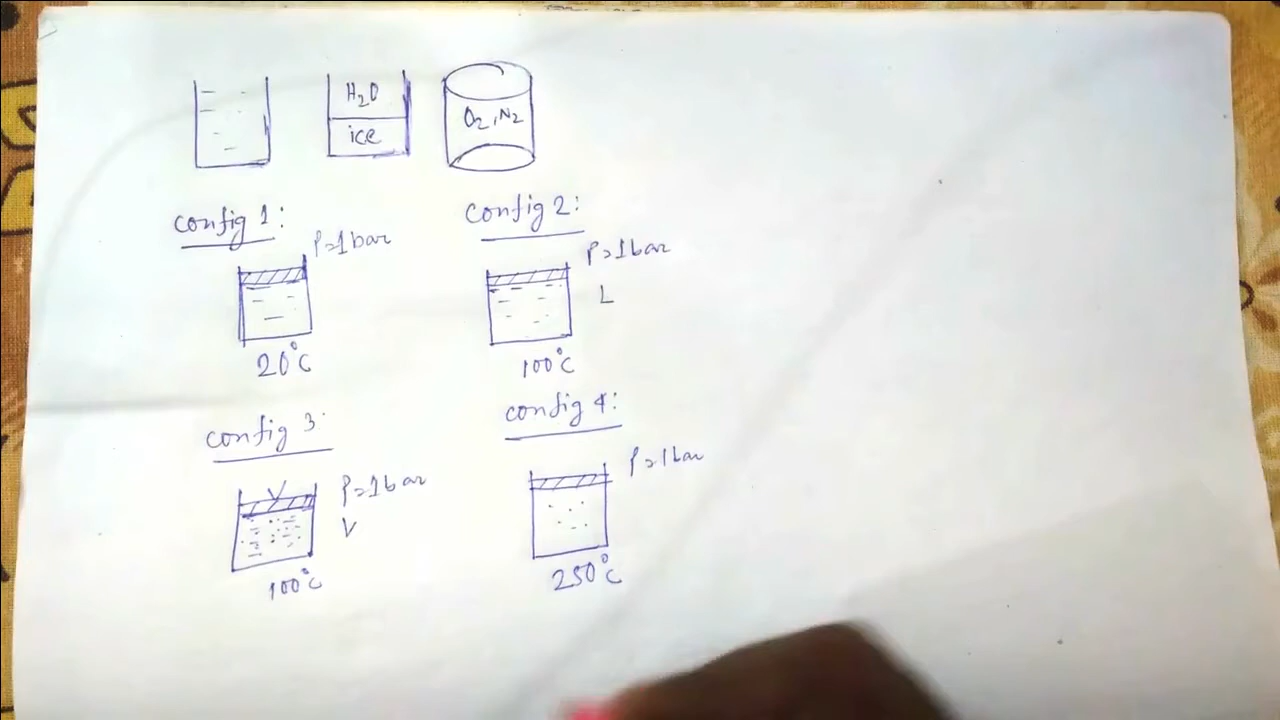 H₂O
ice
O₂, N₂
config 1:
P=1bar
20°C
config 2:
P=1bar
L
100°C
config 3:
P=1bar
V
100°C
config 4:
P=1bar
250°C